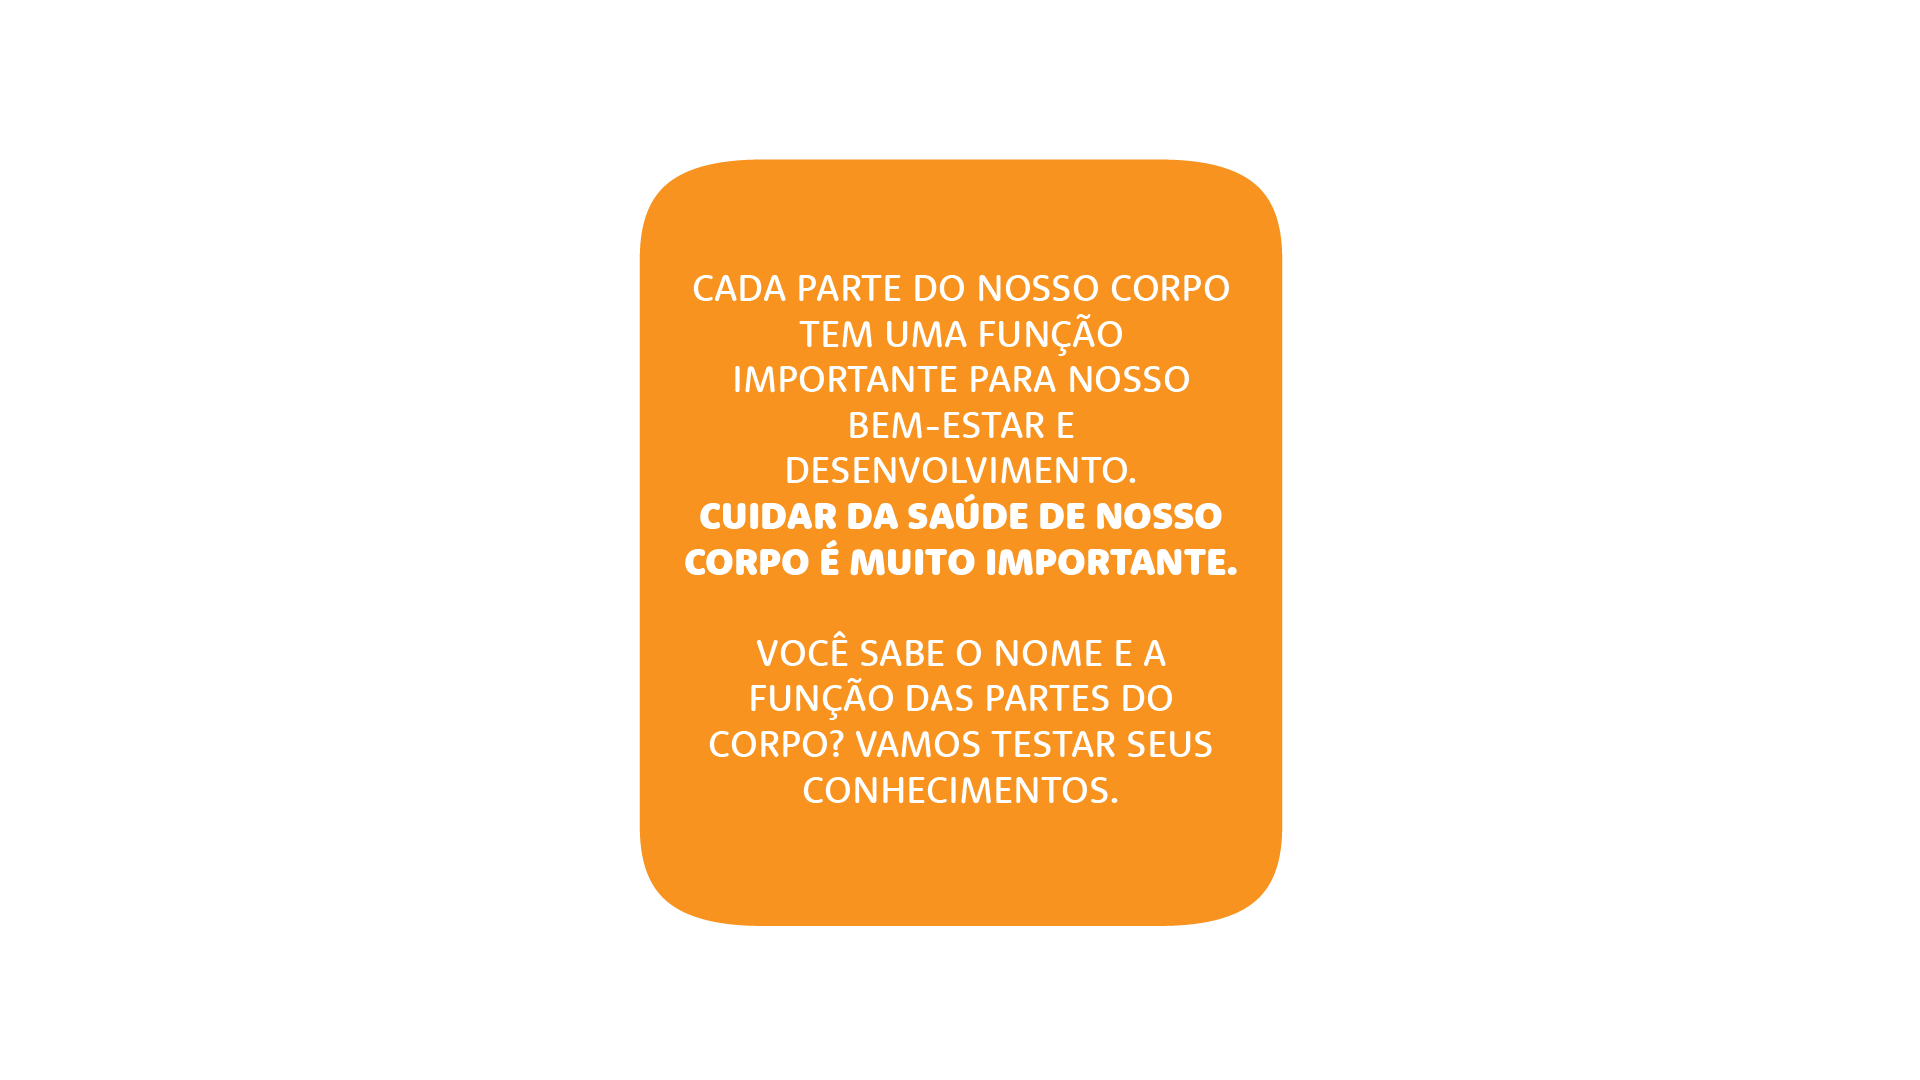 CADA PARTE DO NOSSO CORPO
TEM UMA FUNÇÃO
IMPORTANTE PARA NOSSO
BEM-ESTAR E
DESENVOLVIMENTO.
CUIDAR DA SAÚDE DE NOSSO
CORPO É MUITO IMPORTANTE.
VOCÊ SABE O NOME E A
FUNÇÃO DAS PARTES DO
CORPO? VAMOS TESTAR SEUS
CONHECIMENTOS.